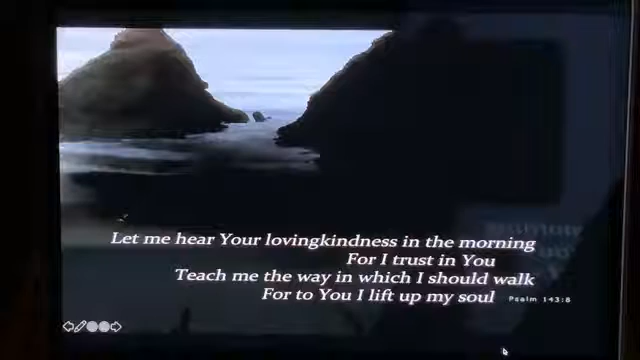 Let me hear Your lovingkindness in the morning
For I trust in You
Teach me the way in which I should walk
For to You I lift up my soul
Psalm 143:8